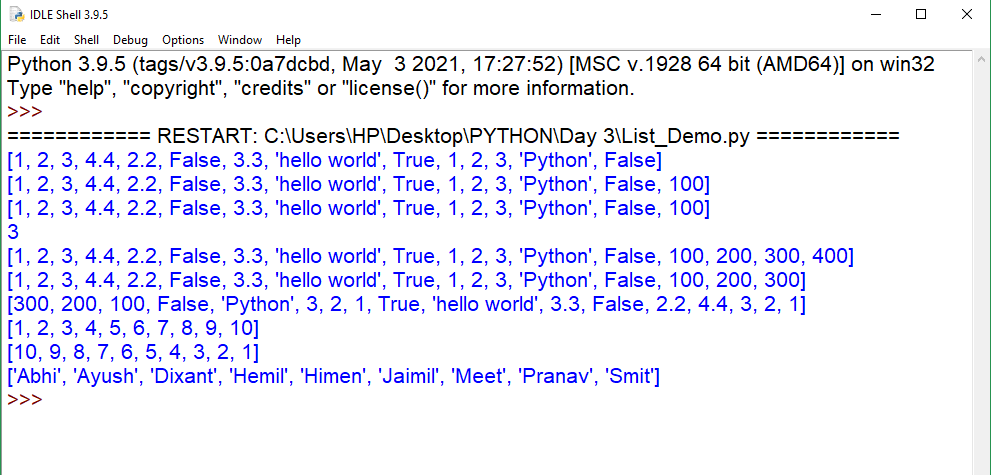 IDLE Shell 3.9.5
File Edit Shell Debug Options Window Help
Python 3.9.5 (tags/v3.9.5:0a7dcbd, May  3 2021, 17:27:52) [MSC v.1928 64 bit (AMD64)] on win32
Type "help", "copyright", "credits" or "license()" for more information.
>>>
============ RESTART: C:\Users\HP\Desktop\PYTHON\Day 3\List_Demo.py ============
[1, 2, 3, 4.4, 2.2, False, 3.3, 'hello world', True, 1, 2, 3, 'Python', False]
[1, 2, 3, 4.4, 2.2, False, 3.3, 'hello world', True, 1, 2, 3, 'Python', False, 100]
[1, 2, 3, 4.4, 2.2, False, 3.3, 'hello world', True, 1, 2, 3, 'Python', False, 100]
3
[1, 2, 3, 4.4, 2.2, False, 3.3, 'hello world', True, 1, 2, 3, 'Python', False, 100, 200, 300, 400]
[1, 2, 3, 4.4, 2.2, False, 3.3, 'hello world', True, 1, 2, 3, 'Python', False, 100, 200, 300]
[300, 200, 100, False, 'Python', 3, 2, 1, True, 'hello world', 3.3, False, 2.2, 4.4, 3, 2, 1]
[1, 2, 3, 4, 5, 6, 7, 8, 9, 10]
[10, 9, 8, 7, 6, 5, 4, 3, 2, 1]
['Abhi', 'Ayush', 'Dixant', 'Hemil', 'Himen', 'Jaimil', 'Meet', 'Pranav', 'Smit']
>>>